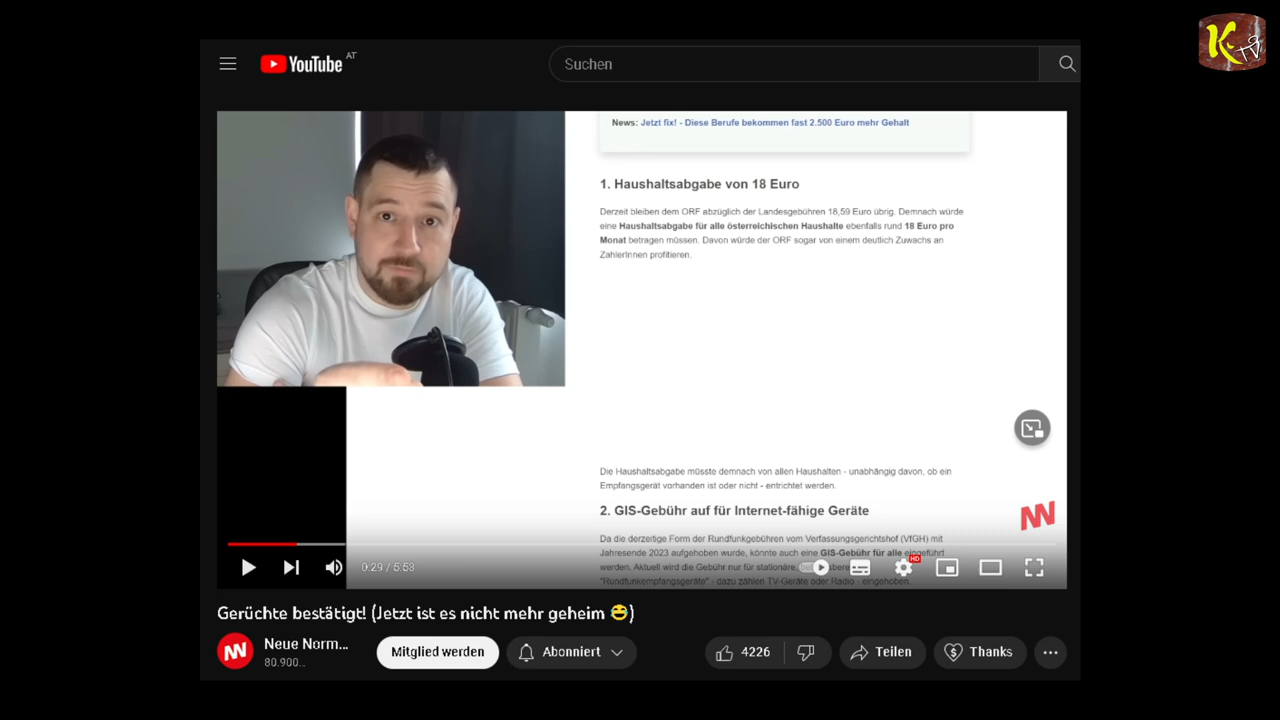 K TV
YouTube AT
Suchen
News: Jetzt fix! - Diese Berufe bekommen fast 2.500 Euro mehr Gehalt
1. Haushaltsabgabe von 18 Euro
Derzeit bleiben dem ORF abzüglich der Landesgebühren 18,59 Euro übrig. Demnach würde
eine Haushaltsabgabe für alle österreichischen Haushalte ebenfalls rund 18 Euro pro
Monat betragen müssen. Davon würde der ORF sogar von einem deutlich Zuwachs an
ZahlerInnen profitieren.
Die Haushaltsabgabe müsste demnach von allen Haushalten - unabhängig davon, ob ein
Empfangsgerät vorhanden ist oder nicht - entrichtet werden.
2. GIS-Gebühr auf für Internet-fähige Geräte
Da die derzeitige Form der Rundfunkgebühren vom Verfassungsgerichtshof (VfGH) mit
Jahresende 2023 aufgehoben wurde, könnte auch eine GIS-Gebühr für alle eingeführt
werden. Aktuell wird die Gebühr nur für stationäre,
"Rundfunkempfangsgeräte" - dazu zählen TV-Geräte oder Radio - eingehoben.
HD
0:29 / 5:53
Gerüchte bestätigt! (Jetzt ist es nicht mehr geheim 😂)
Neue Norm...
80.900...
Mitglied werden
Abonniert
4226
Teilen
Thanks